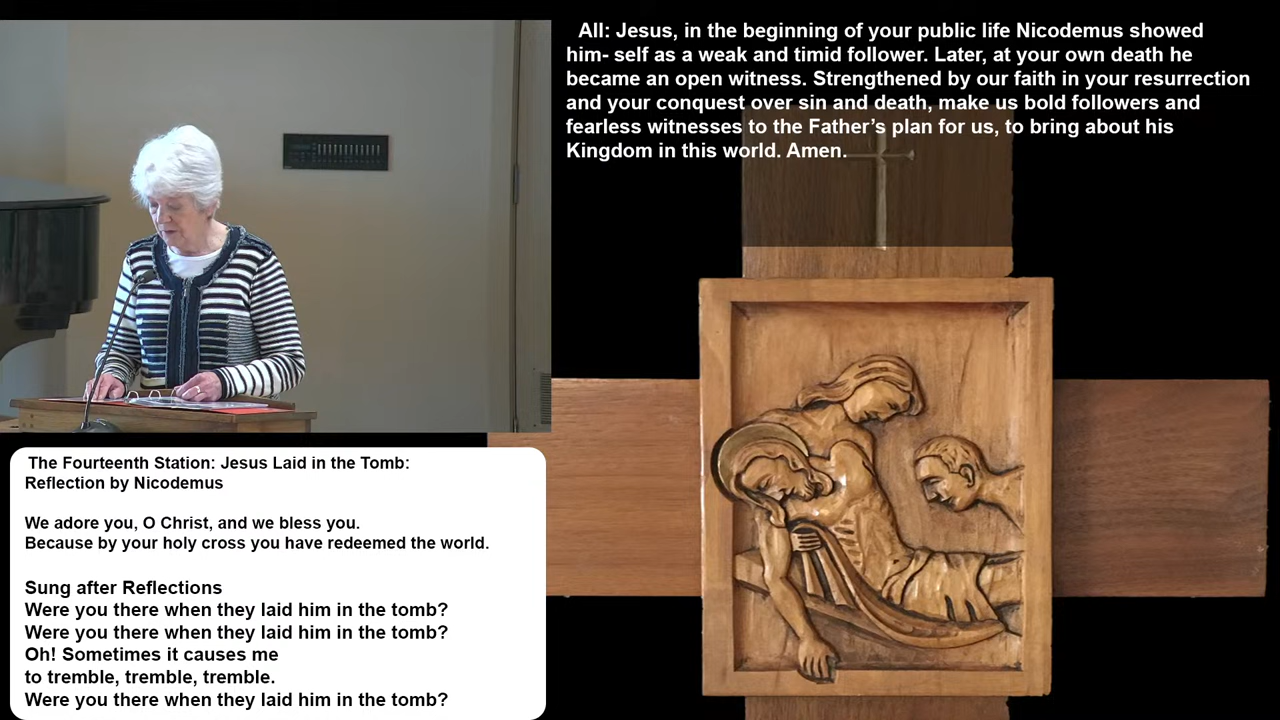 All: Jesus, in the beginning of your public life Nicodemus showed
him- self as a weak and timid follower. Later, at your own death he
became an open witness. Strengthened by our faith in your resurrection
and your conquest over sin and death, make us bold followers and
fearless witnesses to the Father’s plan for us, to bring about his
Kingdom in this world. Amen.
The Fourteenth Station: Jesus Laid in the Tomb:
Reflection by Nicodemus
We adore you, O Christ, and we bless you.
Because by your holy cross you have redeemed the world.
Sung after Reflections
Were you there when they laid him in the tomb?
Were you there when they laid him in the tomb?
Oh! Sometimes it causes me
to tremble, tremble, tremble.
Were you there when they laid him in the tomb?